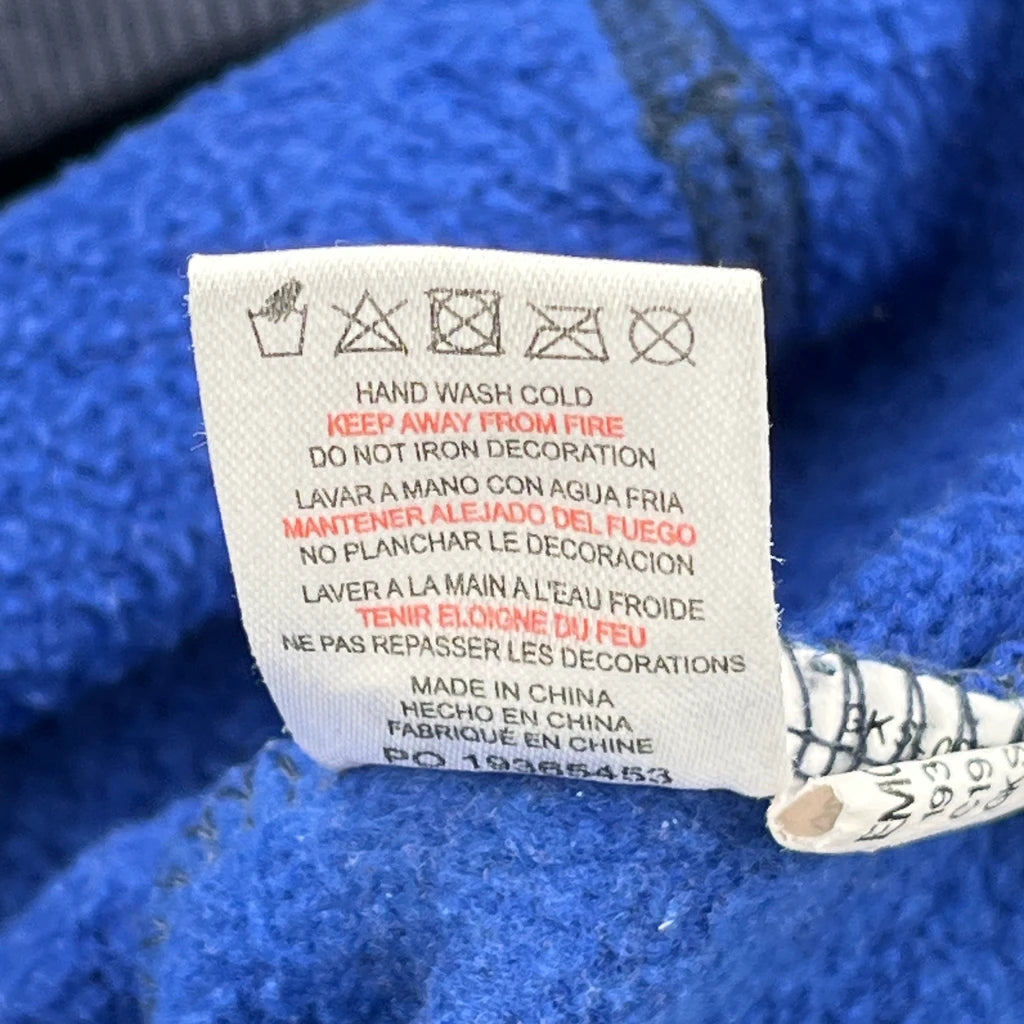 HAND WASH COLD
KEEP AWAY FROM FIRE
DO NOT IRON DECORATION
LAVAR A MANO CON AGUA FRIA
MANTENER ALEJADO DEL FUEGO
NO PLANCHAR LE DECORACION
LAVER A LA MAIN A L'EAU FROIDE
TENIR ELOIGNE DU FEU
NE PAS REPASSER LES DECORATIONS
MADE IN CHINA
HECHO EN CHINA
FABRIQUÉ EN CHINE
PO 19365453